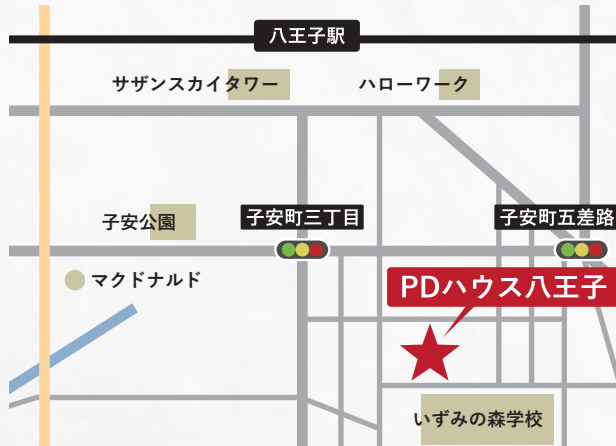 八王子駅
サザンスカイタワー
ハローワーク
子安公園
子安町三丁目
子安町五差路
マクドナルド
PDハウス八王子
いずみの森学校